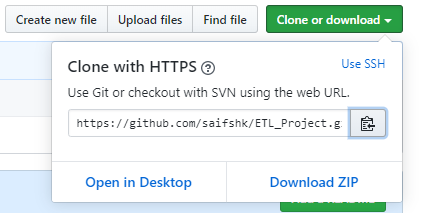 Create new file Upload files Find file Clone or download
Clone with HTTPS ?
Use SSH
Use Git or checkout with SVN using the web URL.
https://github.com/saifshk/ETL_Project.g
Open in Desktop Download ZIP